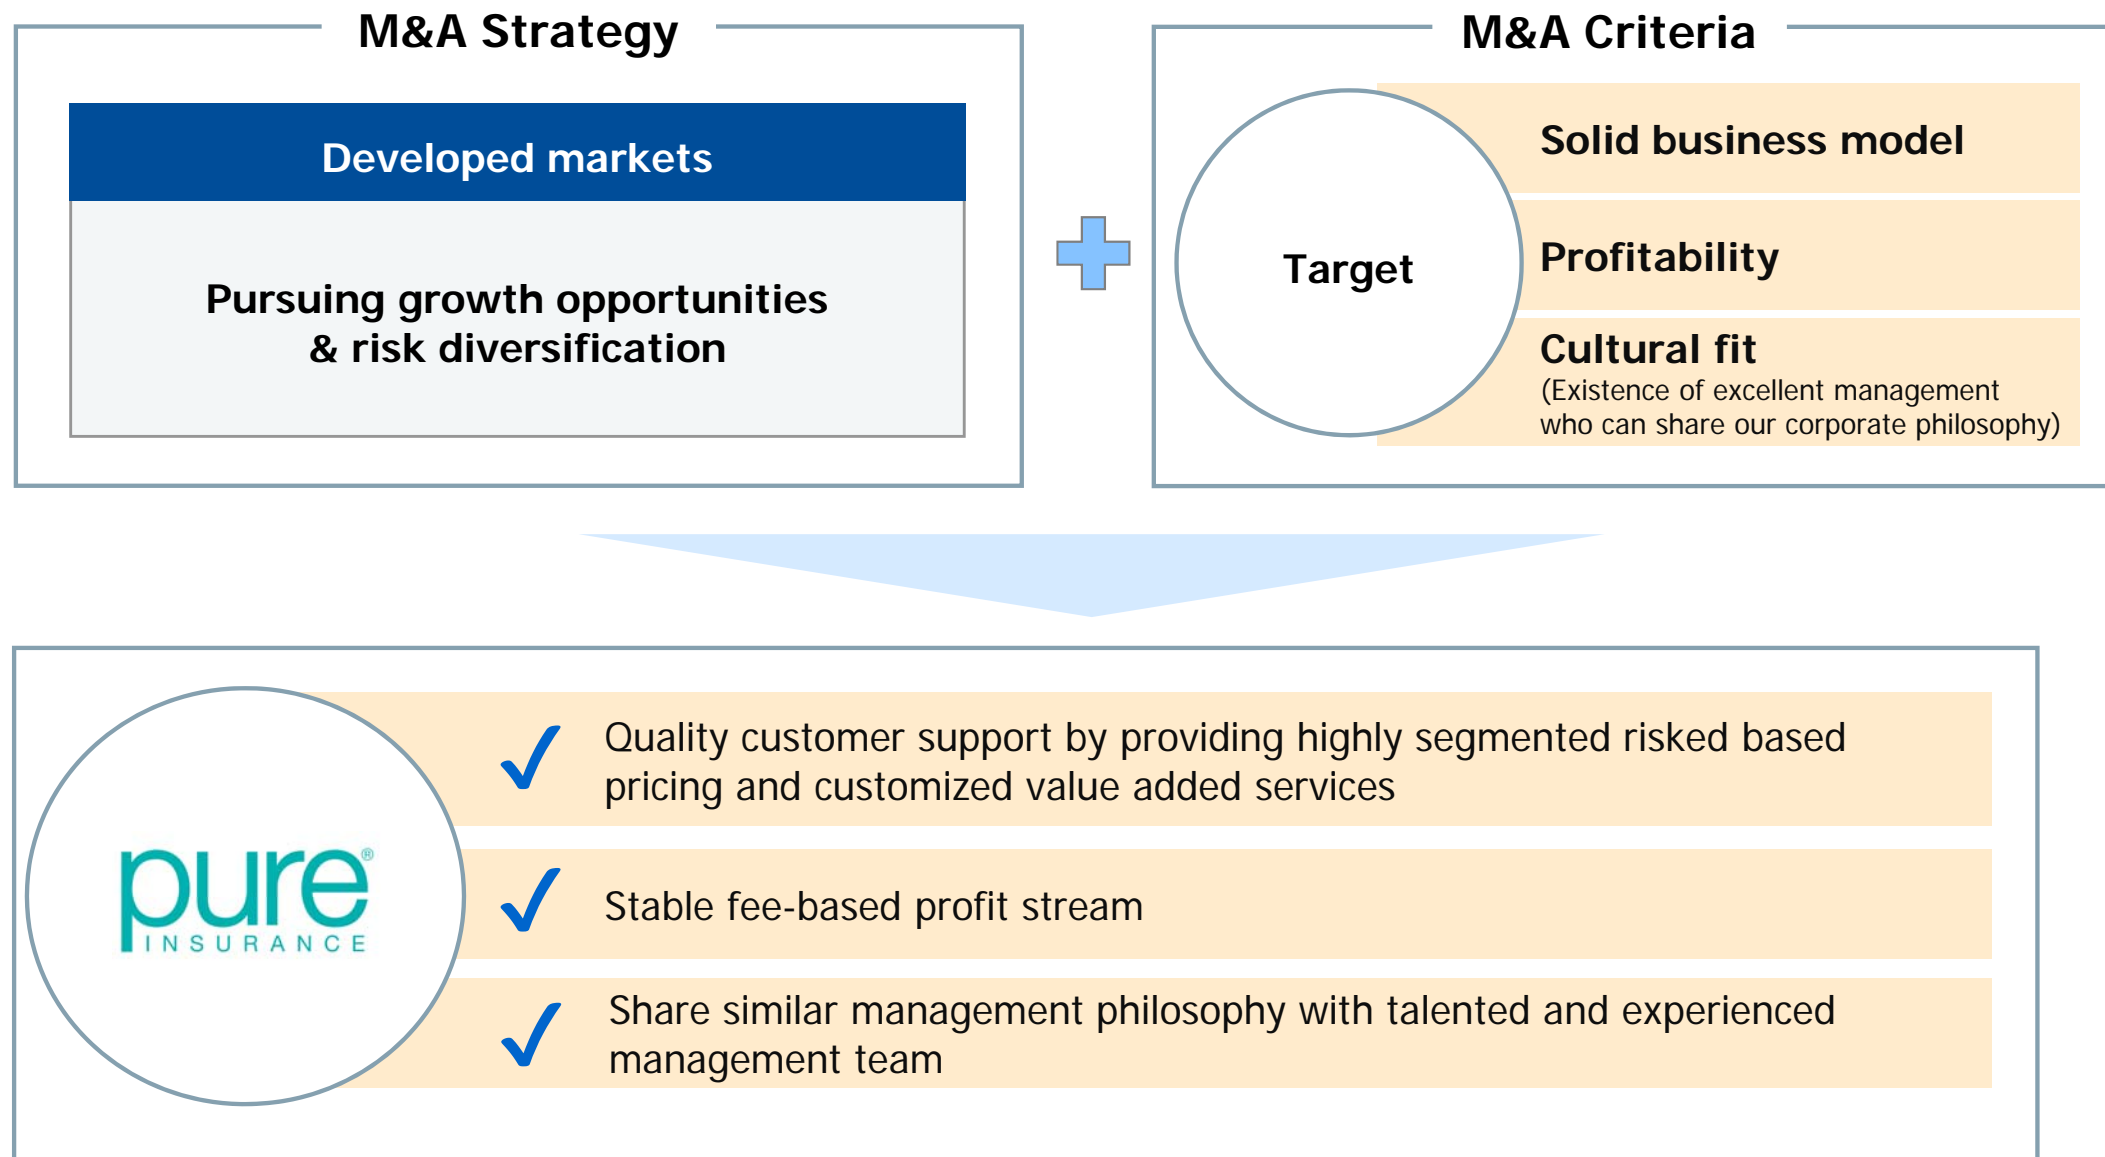 M&A Strategy
Developed markets
Pursuing growth opportunities
& risk diversification
M&A Criteria
Target
Solid business model
Profitability
Cultural fit
(Existence of excellent management
who can share our corporate philosophy)
pure®
INSURANCE
Quality customer support by providing highly segmented risked based
pricing and customized value added services
Stable fee-based profit stream
Share similar management philosophy with talented and experienced
management team